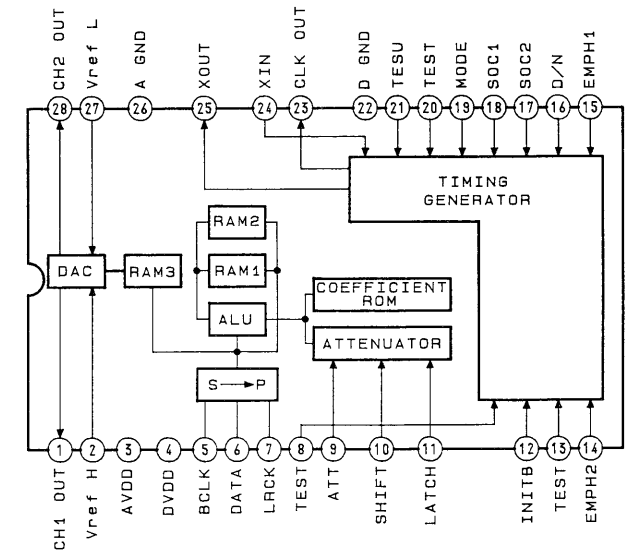 CH2 OUT
Vref L
A GND
XOUT
XIN
CLK OUT
D GND
TESU
TEST
MODE
SOC1
SOC2
D/N
EMPH1
28
27
26
25
24
23
22
21
20
19
18
17
16
15
TIMING
GENERATOR
RAM2
DAC
RAM3
RAM1
COEFFICIENT
ROM
ALU
ATTENUATOR
S→P
1
2
3
4
5
6
7
8
9
10
11
12
13
14
CH1 OUT
Vref H
AVDD
DVDD
BCLK
DATA
LRCK
TEST
ATT
SHIFT
LATCH
INITB
TEST
EMPH2